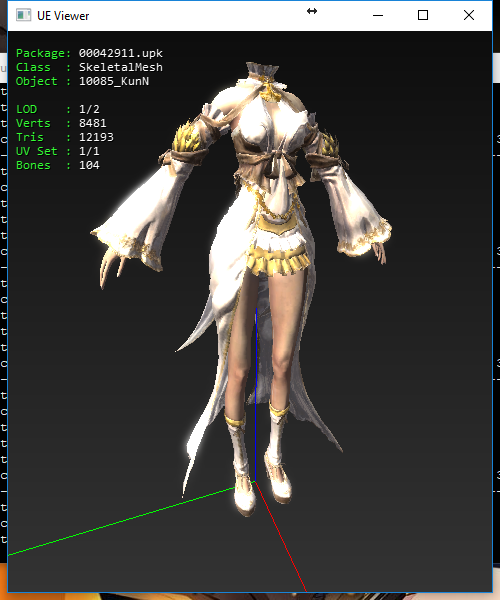 UE Viewer
Package: 00042911.upk
Class : SkeletalMesh
Object : 10085_KunN
LOD : 1/2
Verts : 8481
Tris : 12193
UV Set : 1/1
Bones : 104